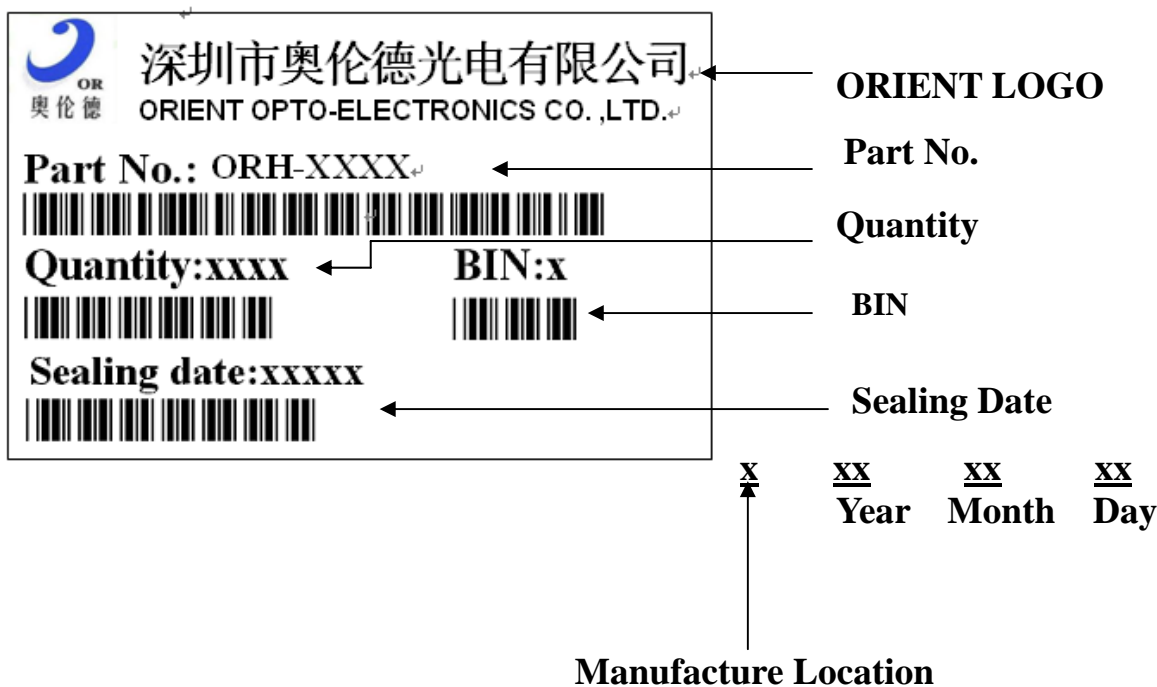 OR
奥伦德
深圳市奥伦德光电有限公司
ORIENT OPTO-ELECTRONICS CO. ,LTD.
ORIENT LOGO
Part No.: ORH-XXXX
Part No.
Quantity:xxxx
BIN:x
Quantity
BIN
Sealing date:xxxxx
Sealing Date
x xx xx xx
Year Month Day
Manufacture Location